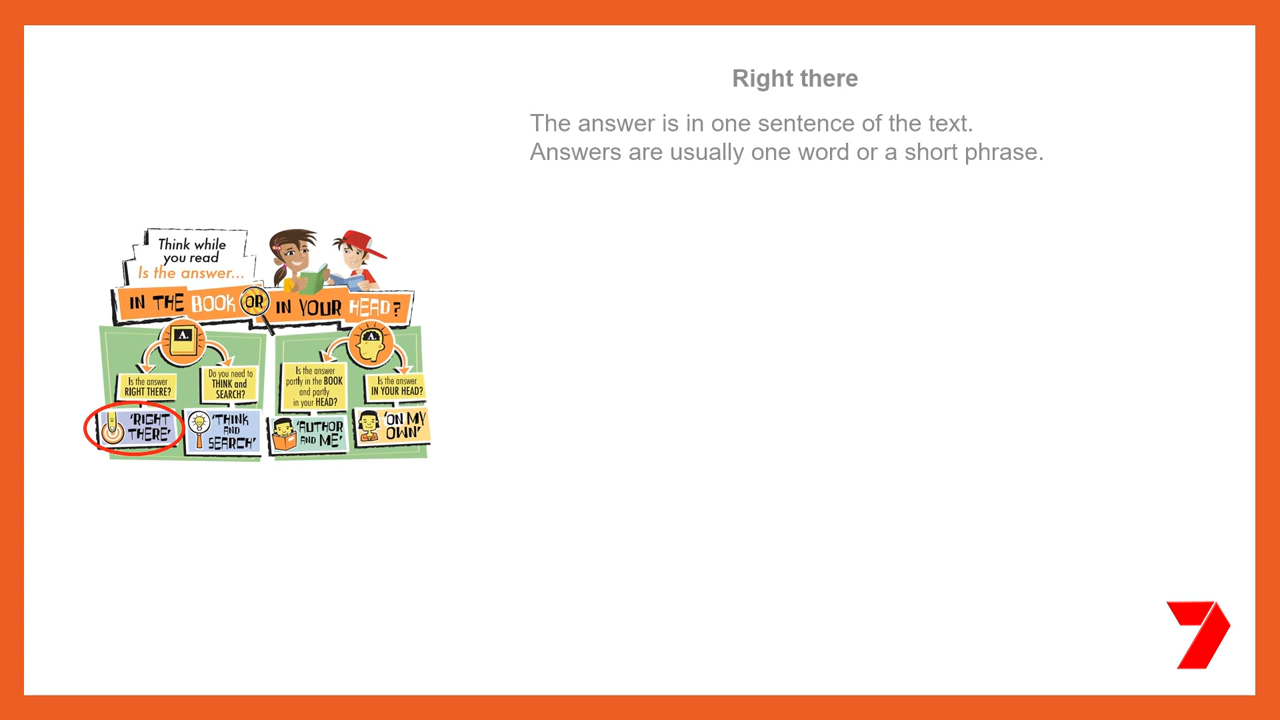 Right there
The answer is in one sentence of the text.
Answers are usually one word or a short phrase.
Think while
you read
Is the answer...
IN THE BOOK OR IN YOUR HEAD?
A.
A.
Is the answer
RIGHT THERE?
Do you need to
THINK and
SEARCH?
Is the answer
partly in the BOOK
and partly
in your HEAD?
Is the answer
IN YOUR HEAD?
'RIGHT
THERE'
'THINK
AND
SEARCH'
'AUTHOR
AND ME'
'ON MY
OWN'
7